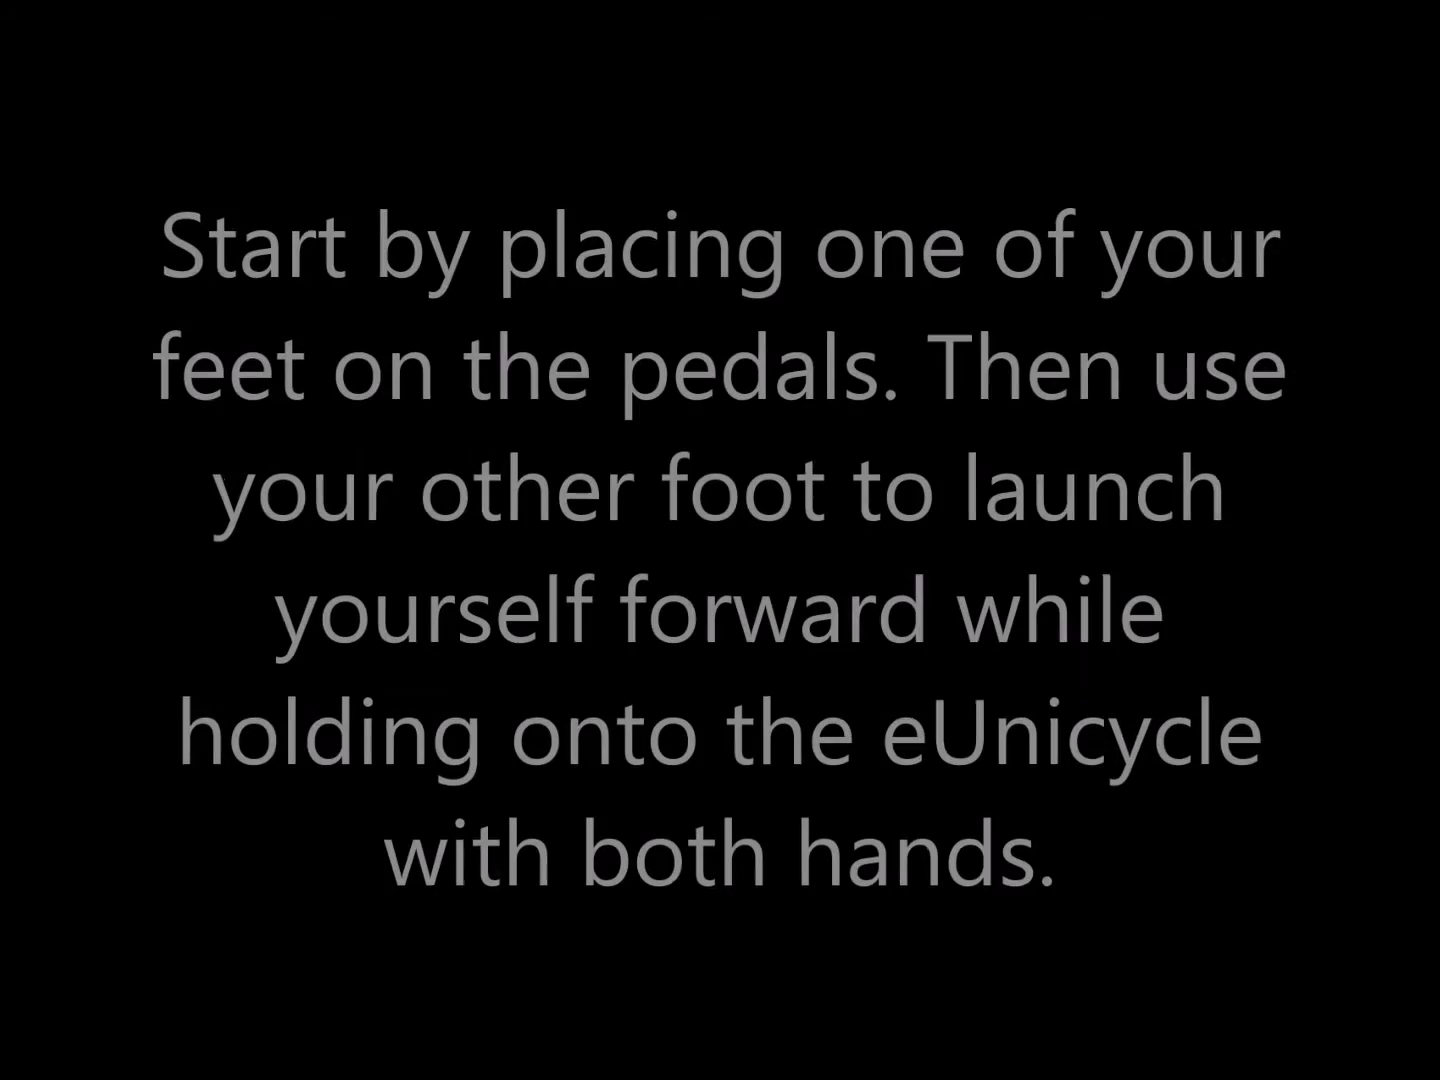 Start by placing one of your
feet on the pedals. Then use
your other foot to launch
yourself forward while
holding onto the eUnicycle
with both hands.